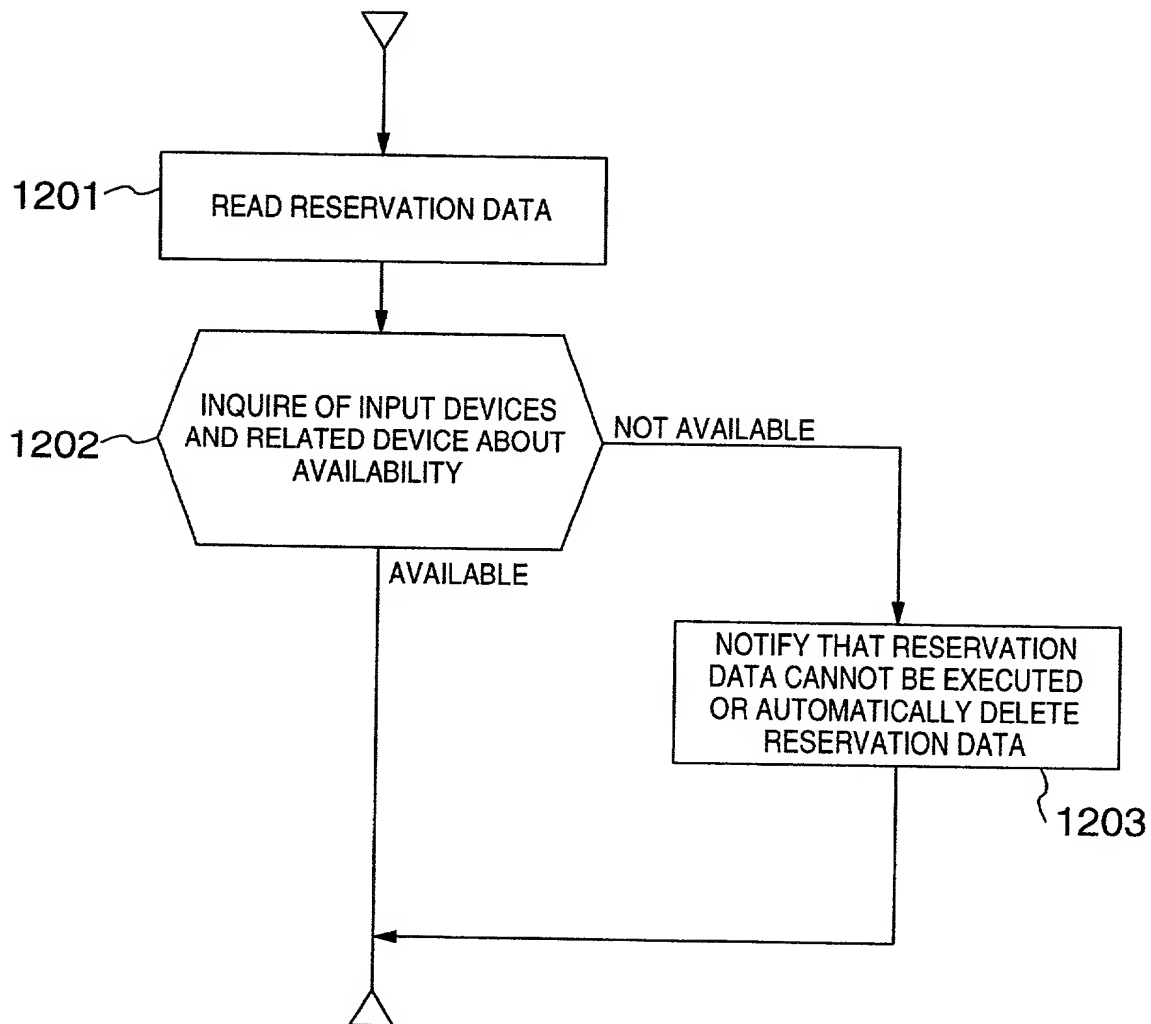 1201
READ RESERVATION DATA
1202
INQUIRE OF INPUT DEVICES
AND RELATED DEVICE ABOUT
AVAILABILITY
NOT AVAILABLE
AVAILABLE
NOTIFY THAT RESERVATION
DATA CANNOT BE EXECUTED
OR AUTOMATICALLY DELETE
RESERVATION DATA
1203